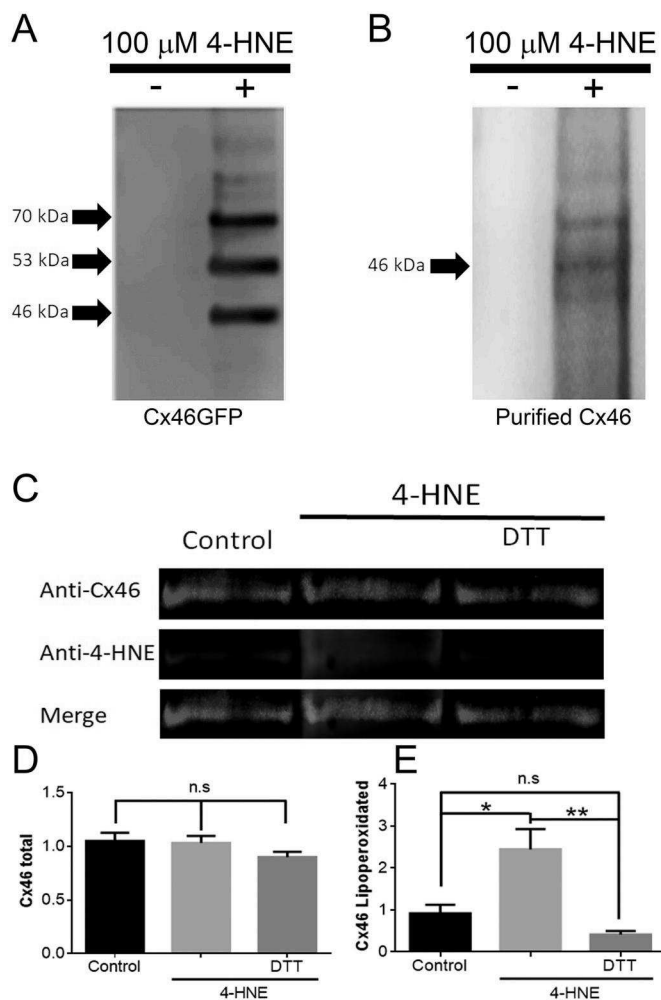 A
100 μM 4-HNE
- +
70 kDa
53 kDa
46 kDa
Cx46GFP
B
100 μM 4-HNE
- +
46 kDa
Purified Cx46
C
4-HNE
Control DTT
Anti-Cx46
Anti-4-HNE
Merge
D
n.s
Cx46 total
1.5
1.0
0.5
0.0
Control DTT
4-HNE
E
n.s
* **
Cx46 Lipoperoxidated
4
3
2
1
0
Control DTT
4-HNE